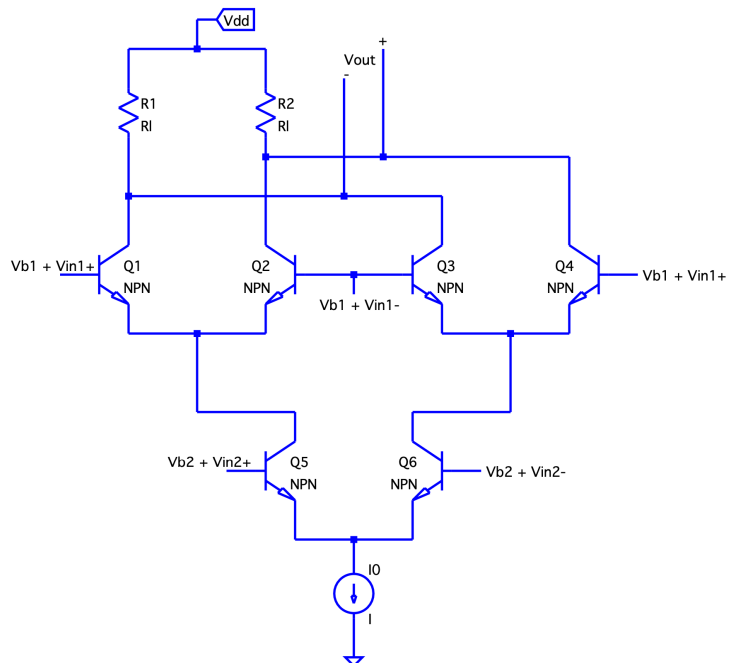 Vdd
+
Vout
-
R1
Rl
R2
Rl
Vb1 + Vin1+
Q1
NPN
Q2
NPN
Vb1 + Vin1-
Q3
NPN
Q4
NPN
Vb1 + Vin1+
Vb2 + Vin2+
Q5
NPN
Q6
NPN
Vb2 + Vin2-
I0
I